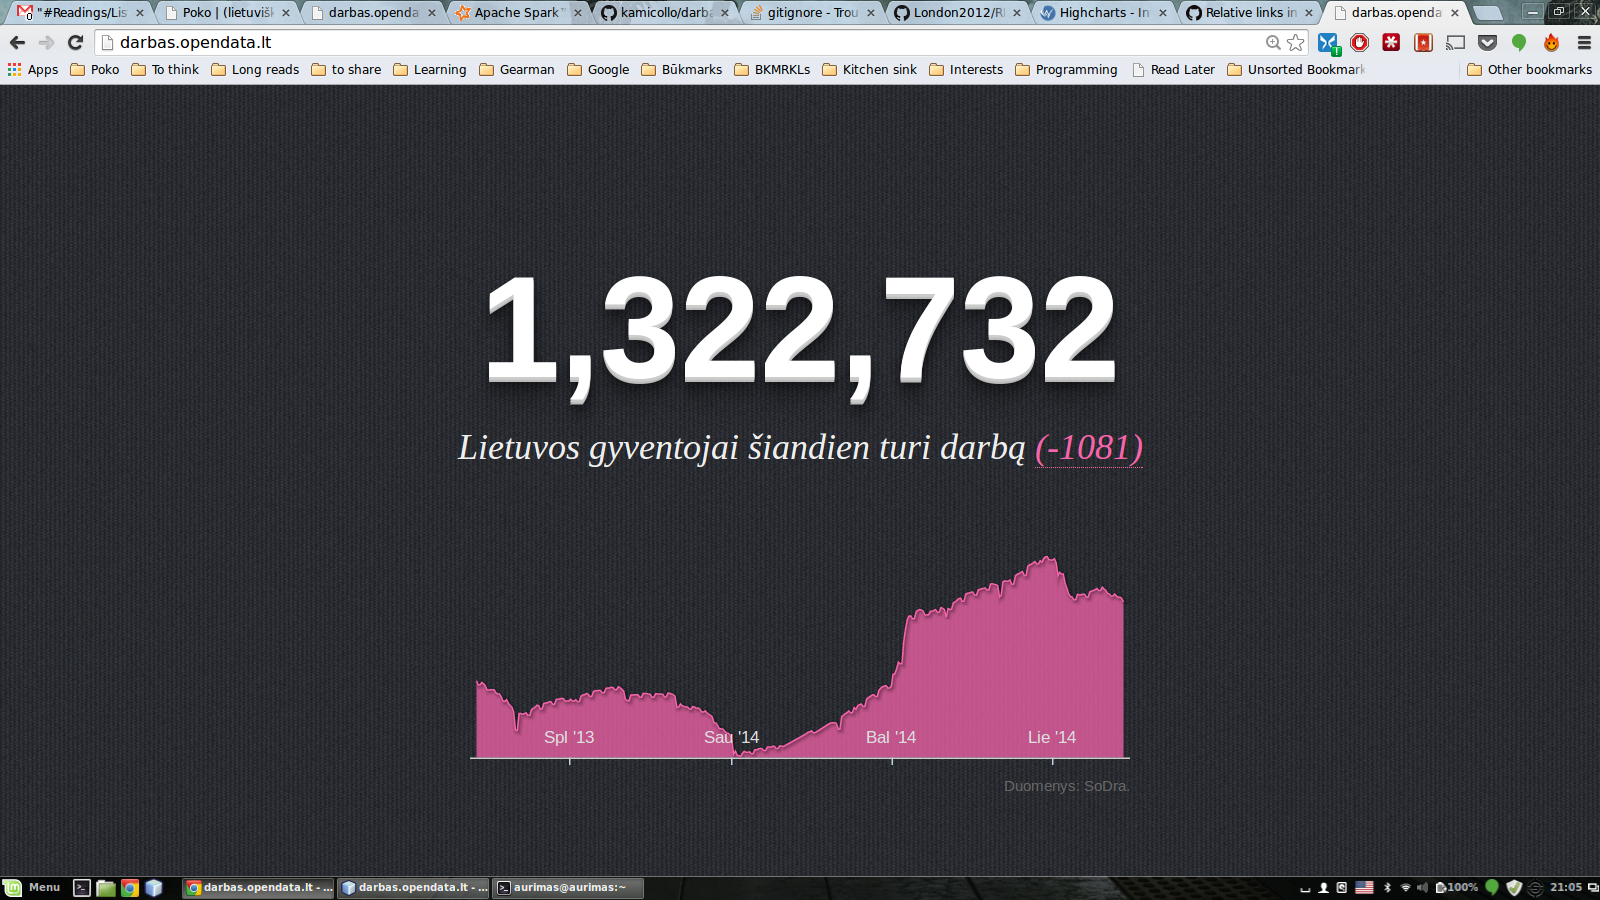 "#Readings/Lis
Poko | (lietuvišk
darbas.openda
Apache Spark™
kamicollo/darba
gitignore - Trou
London2012/R
Highcharts - In
Relative links in
darbas.openda
darbas.opendata.lt
Apps
Poko
To think
Long reads
to share
Learning
Gearman
Google
Būkmarks
BKMRKLs
Kitchen sink
Interests
Programming
Read Later
Unsorted Bookmark
Other bookmarks
1,322,732
Lietuvos gyventojai šiandien turi darbą (-1081)
Spl '13
Sau '14
Bal '14
Lie '14
Duomenys: SoDra.
Menu
darbas.opendata.lt - ...
darbas.opendata.lt - ...
aurimas@aurimas:~
100%
21:05